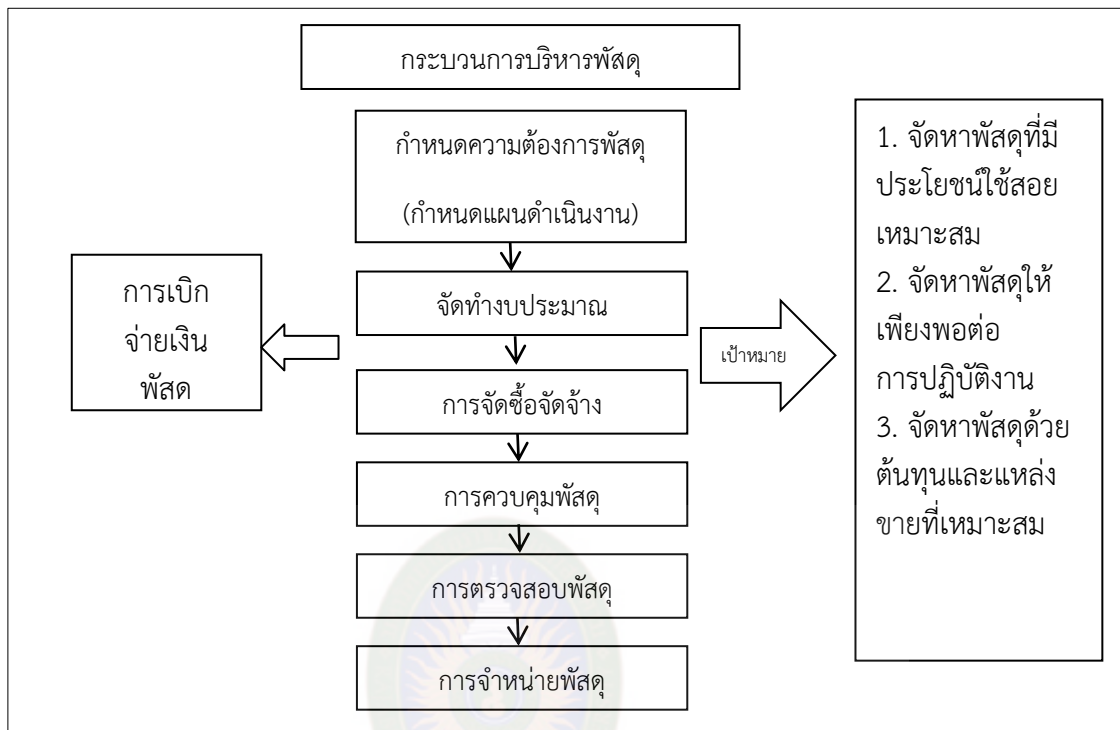 กระบวนการบริหารพัสดุ
กำหนดความต้องการพัสดุ
(กำหนดแผนดำเนินงาน)
จัดทำงบประมาณ
การจัดซื้อจัดจ้าง
การควบคุมพัสดุ
การตรวจสอบพัสดุ
การจำหน่ายพัสดุ
การเบิก
จ่ายเงิน
พัสด
เป้าหมาย
1. จัดหาพัสดุที่มี
ประโยชน์ใช้สอย
เหมาะสม
2. จัดหาพัสดุให้
เพียงพอต่อ
การปฏิบัติงาน
3. จัดหาพัสดุด้วย
ต้นทุนและแหล่ง
ขายที่เหมาะสม